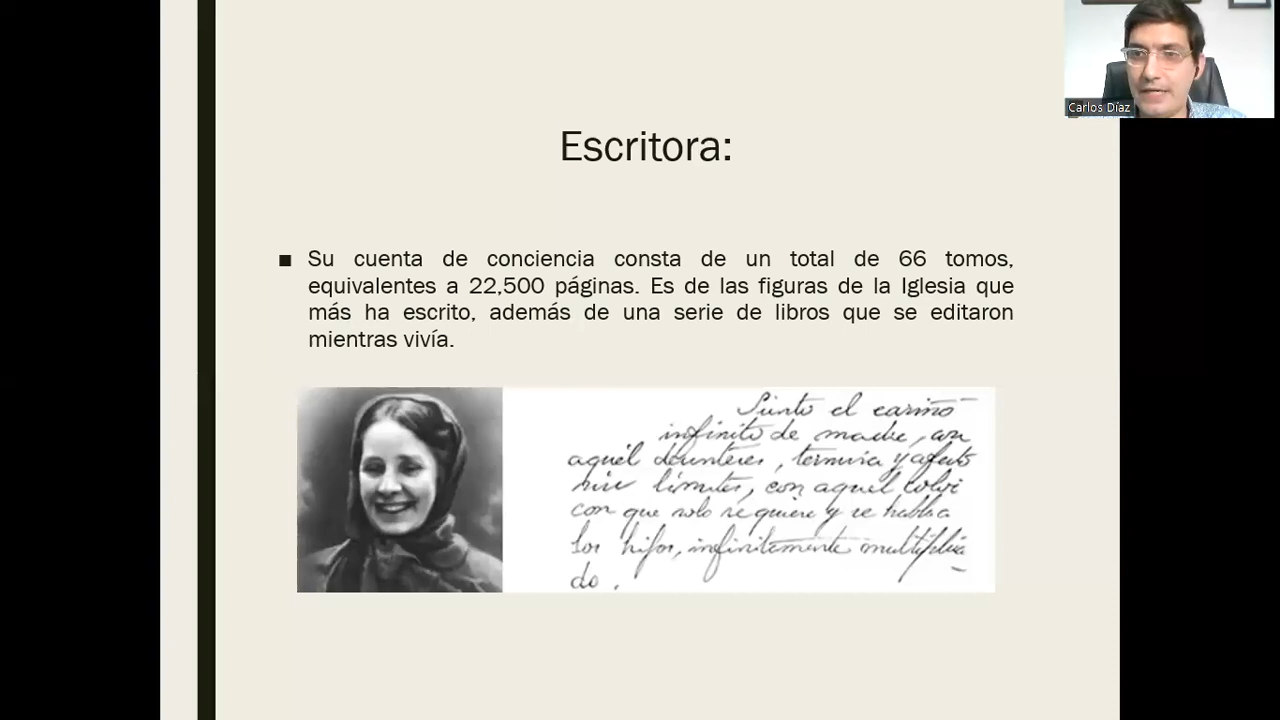 Carlos Díaz
Escritora:
■ Su cuenta de conciencia consta de un total de 66 tomos,
equivalentes a 22,500 páginas. Es de las figuras de la Iglesia que
más ha escrito, además de una serie de libros que se editaron
mientras vivía.
Siento el cariño
infinito de madre, con
aquél , ternura y afecto
sin límites, con aquel
con que solo se quiere y se habla
los hijos, infinitamente multiplica
do.